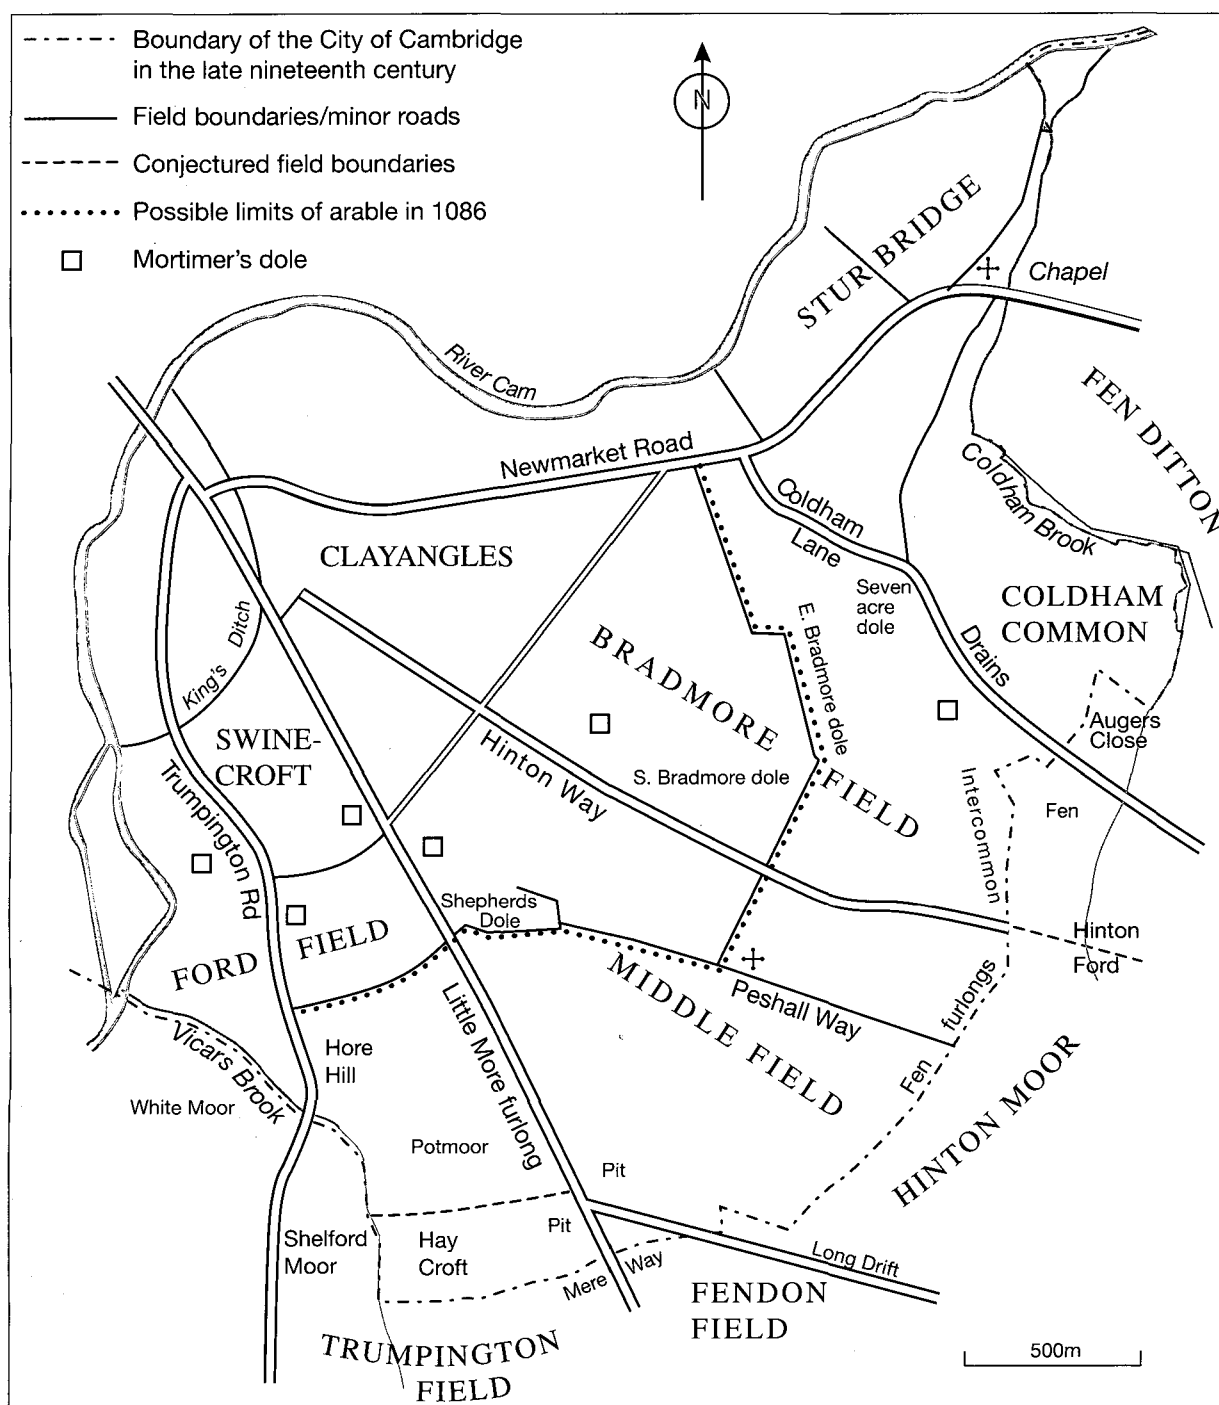 Boundary of the City of Cambridge
in the late nineteenth century
Field boundaries/minor roads
Conjectured field boundaries
Possible limits of arable in 1086
Mortimer's dole
N
STURBRIDGE
Chapel
River Cam
FEN DITTON
Newmarket Road
Coldham Brook
Coldham
Lane
CLAYANGLES
Seven
acre
dole
COLDHAM
COMMON
King's Ditch
E. Bradmore dole
BRADMORE
FIELD
Drains
Augers
Close
SWINE-
CROFT
Hinton Way
S. Bradmore dole
Trumpington Rd
Intercommon
Fen
Shepherds
Dole
Hinton
Ford
FORD FIELD
MIDDLE FIELD
Peshall Way
Fen furlongs
Little More furlong
Hore
Hill
Vicars Brook
White Moor
HINTON MOOR
Potmoor
Pit
Pit
Shelford
Moor
Hay
Croft
Mere Way
Long Drift
FENDON
FIELD
TRUMPINGTON
FIELD
500m